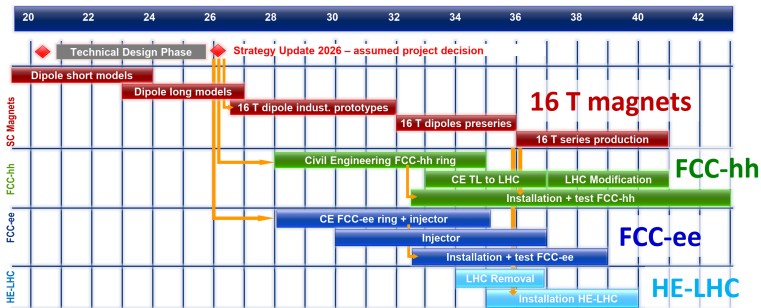 20 22 24 26 28 30 32 34 36 38 40 42
Technical Design Phase
Strategy Update 2026 – assumed project decision
SC Magnets
Dipole short models
Dipole long models
16 T dipole indust. prototypes
16 T dipoles preseries
16 T series production
16 T magnets
FCC-hh
Civil Engineering FCC-hh ring
CE TL to LHC
LHC Modification
Installation + test FCC-hh
FCC-hh
FCC-ee
CE FCC-ee ring + injector
Injector
Installation + test FCC-ee
FCC-ee
HE-LHC
LHC Removal
Installation HE-LHC
HE-LHC